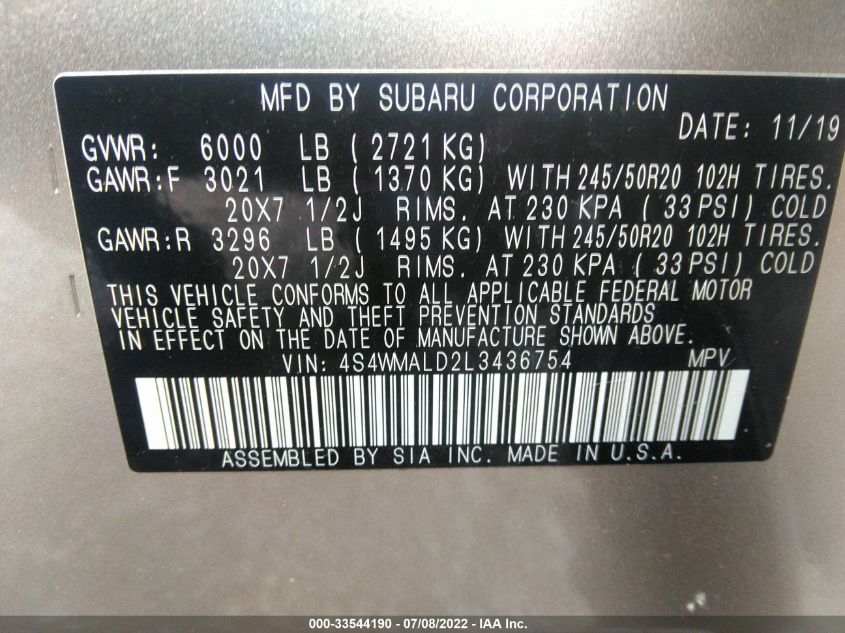 MFD BY SUBARU CORPORATION
DATE: 11/19
GVWR: 6000 LB ( 2721 KG)
GAWR:F 3021 LB ( 1370 KG) WITH 245/50R20 102H TIRES.
20X7 1/2J RIMS. AT 230 KPA ( 33 PSI) COLD
GAWR:R 3296 LB ( 1495 KG) WITH 245/50R20 102H TIRES.
20X7 1/2J RIMS. AT 230 KPA ( 33 PSI) COLD
THIS VEHICLE CONFORMS TO ALL APPLICABLE FEDERAL MOTOR
VEHICLE SAFETY AND THEFT PREVENTION STANDARDS
IN EFFECT ON THE DATE OF MANUFACTURE SHOWN ABOVE.
VIN: 4S4WMALD2L3436754 MPV
ASSEMBLED BY SIA INC. MADE IN U.S.A.
000-33544190 - 07/08/2022 - IAA Inc.